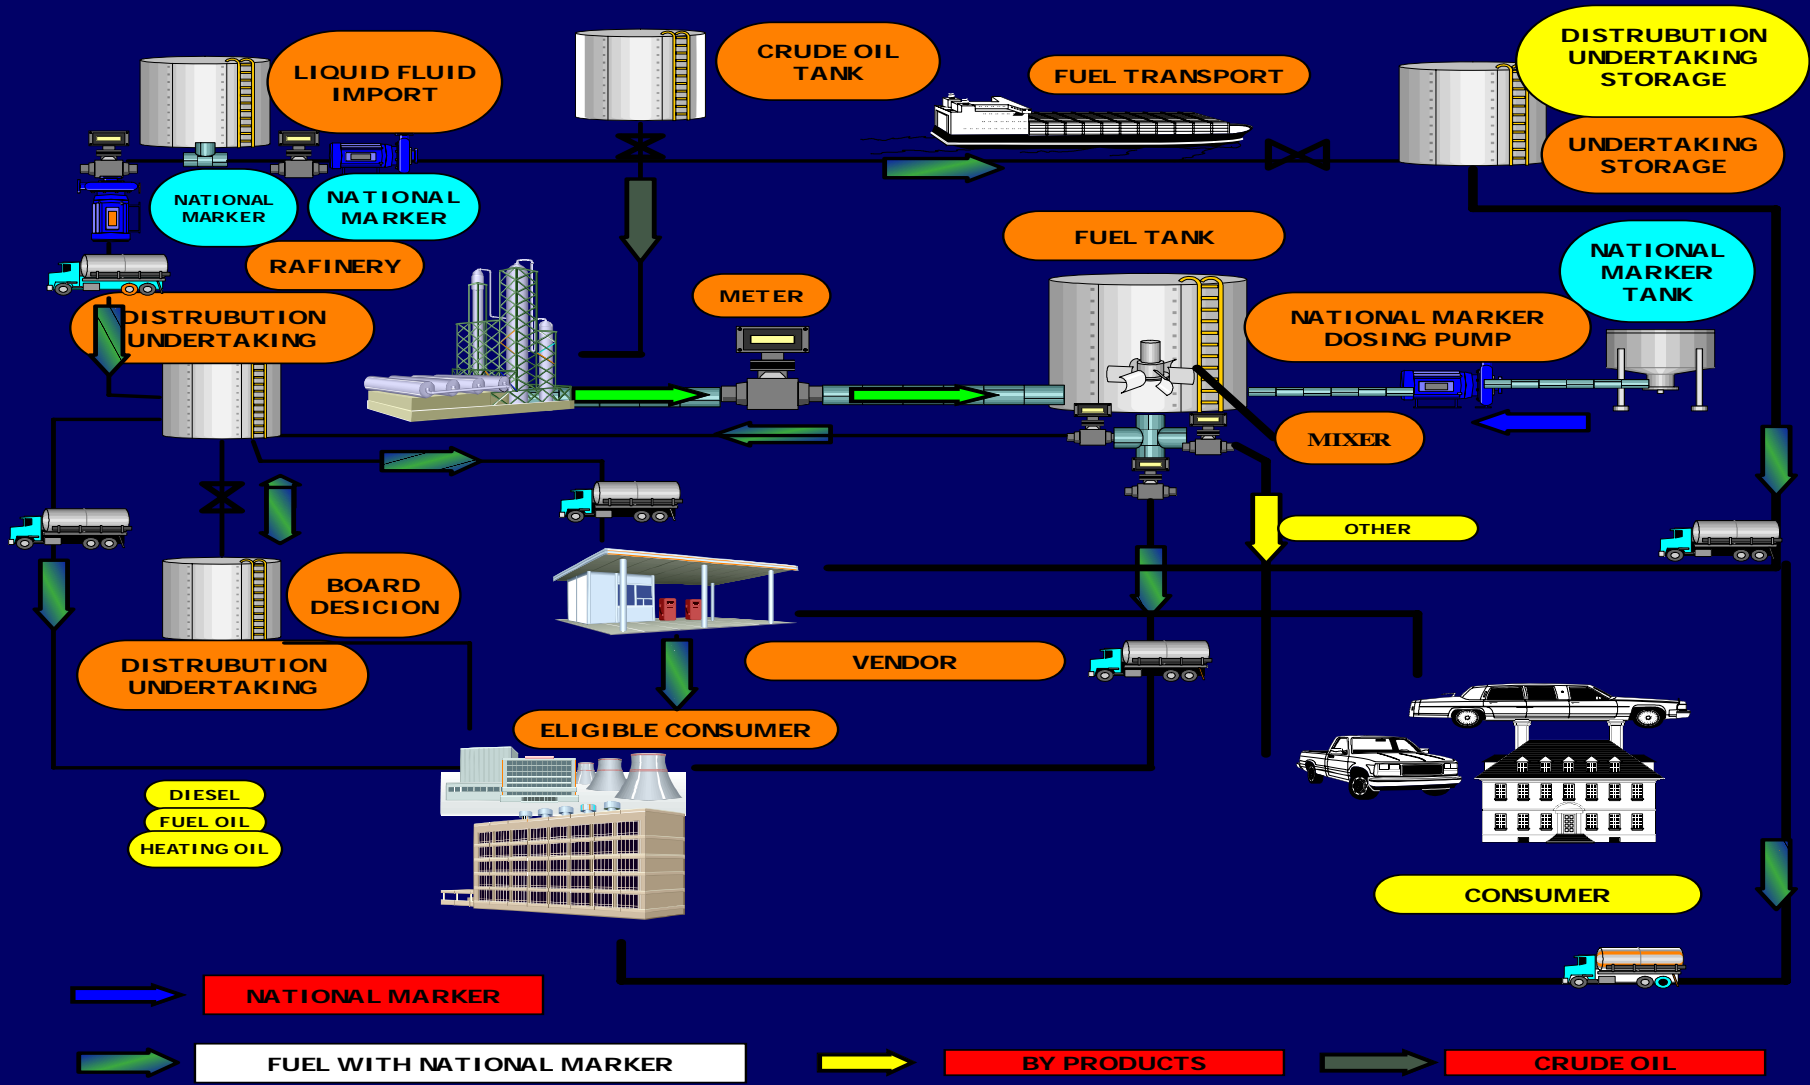 LIQUID FLUID
IMPORT
CRUDE OIL
TANK
FUEL TRANSPORT
DISTRUBUTION
UNDERTAKING
STORAGE
UNDERTAKING
STORAGE
NATIONAL
MARKER
NATIONAL
MARKER
RAFINERY
FUEL TANK
NATIONAL
MARKER
TANK
METER
DISTRUBUTION
UNDERTAKING
NATIONAL MARKER
DOSING PUMP
MIXER
OTHER
BOARD
DESICION
DISTRUBUTION
UNDERTAKING
VENDOR
ELIGIBLE CONSUMER
DIESEL
FUEL OIL
HEATING OIL
CONSUMER
NATIONAL MARKER
FUEL WITH NATIONAL MARKER
BY PRODUCTS
CRUDE OIL